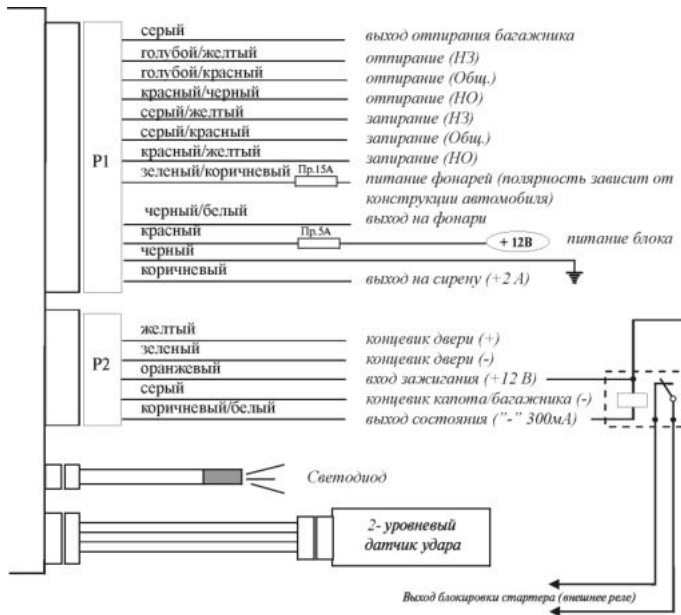 серый выход отпирания багажника
голубой/желтый отпирание (НЗ)
голубой/красный отпирание (Общ.)
красный/черный отпирание (НО)
серый/желтый запирание (НЗ)
серый/красный запирание (Общ.)
красный/желтый запирание (НО)
P1
зеленый/коричневый Пр.15А питание фонарей (полярность зависит от
конструкции автомобиля)
черный/белый выход на фонари
красный Пр.5А + 12В питание блока
черный
коричневый выход на сирену (+2 А)
желтый концевик двери (+)
зеленый концевик двери (-)
P2
оранжевый вход зажигания (+12 В)
серый концевик капота/багажника (-)
коричневый/белый выход состояния ("-" 300мА)
Светодиод
2- уровневый
датчик удара
Выход блокировки стартера (внешнее реле)